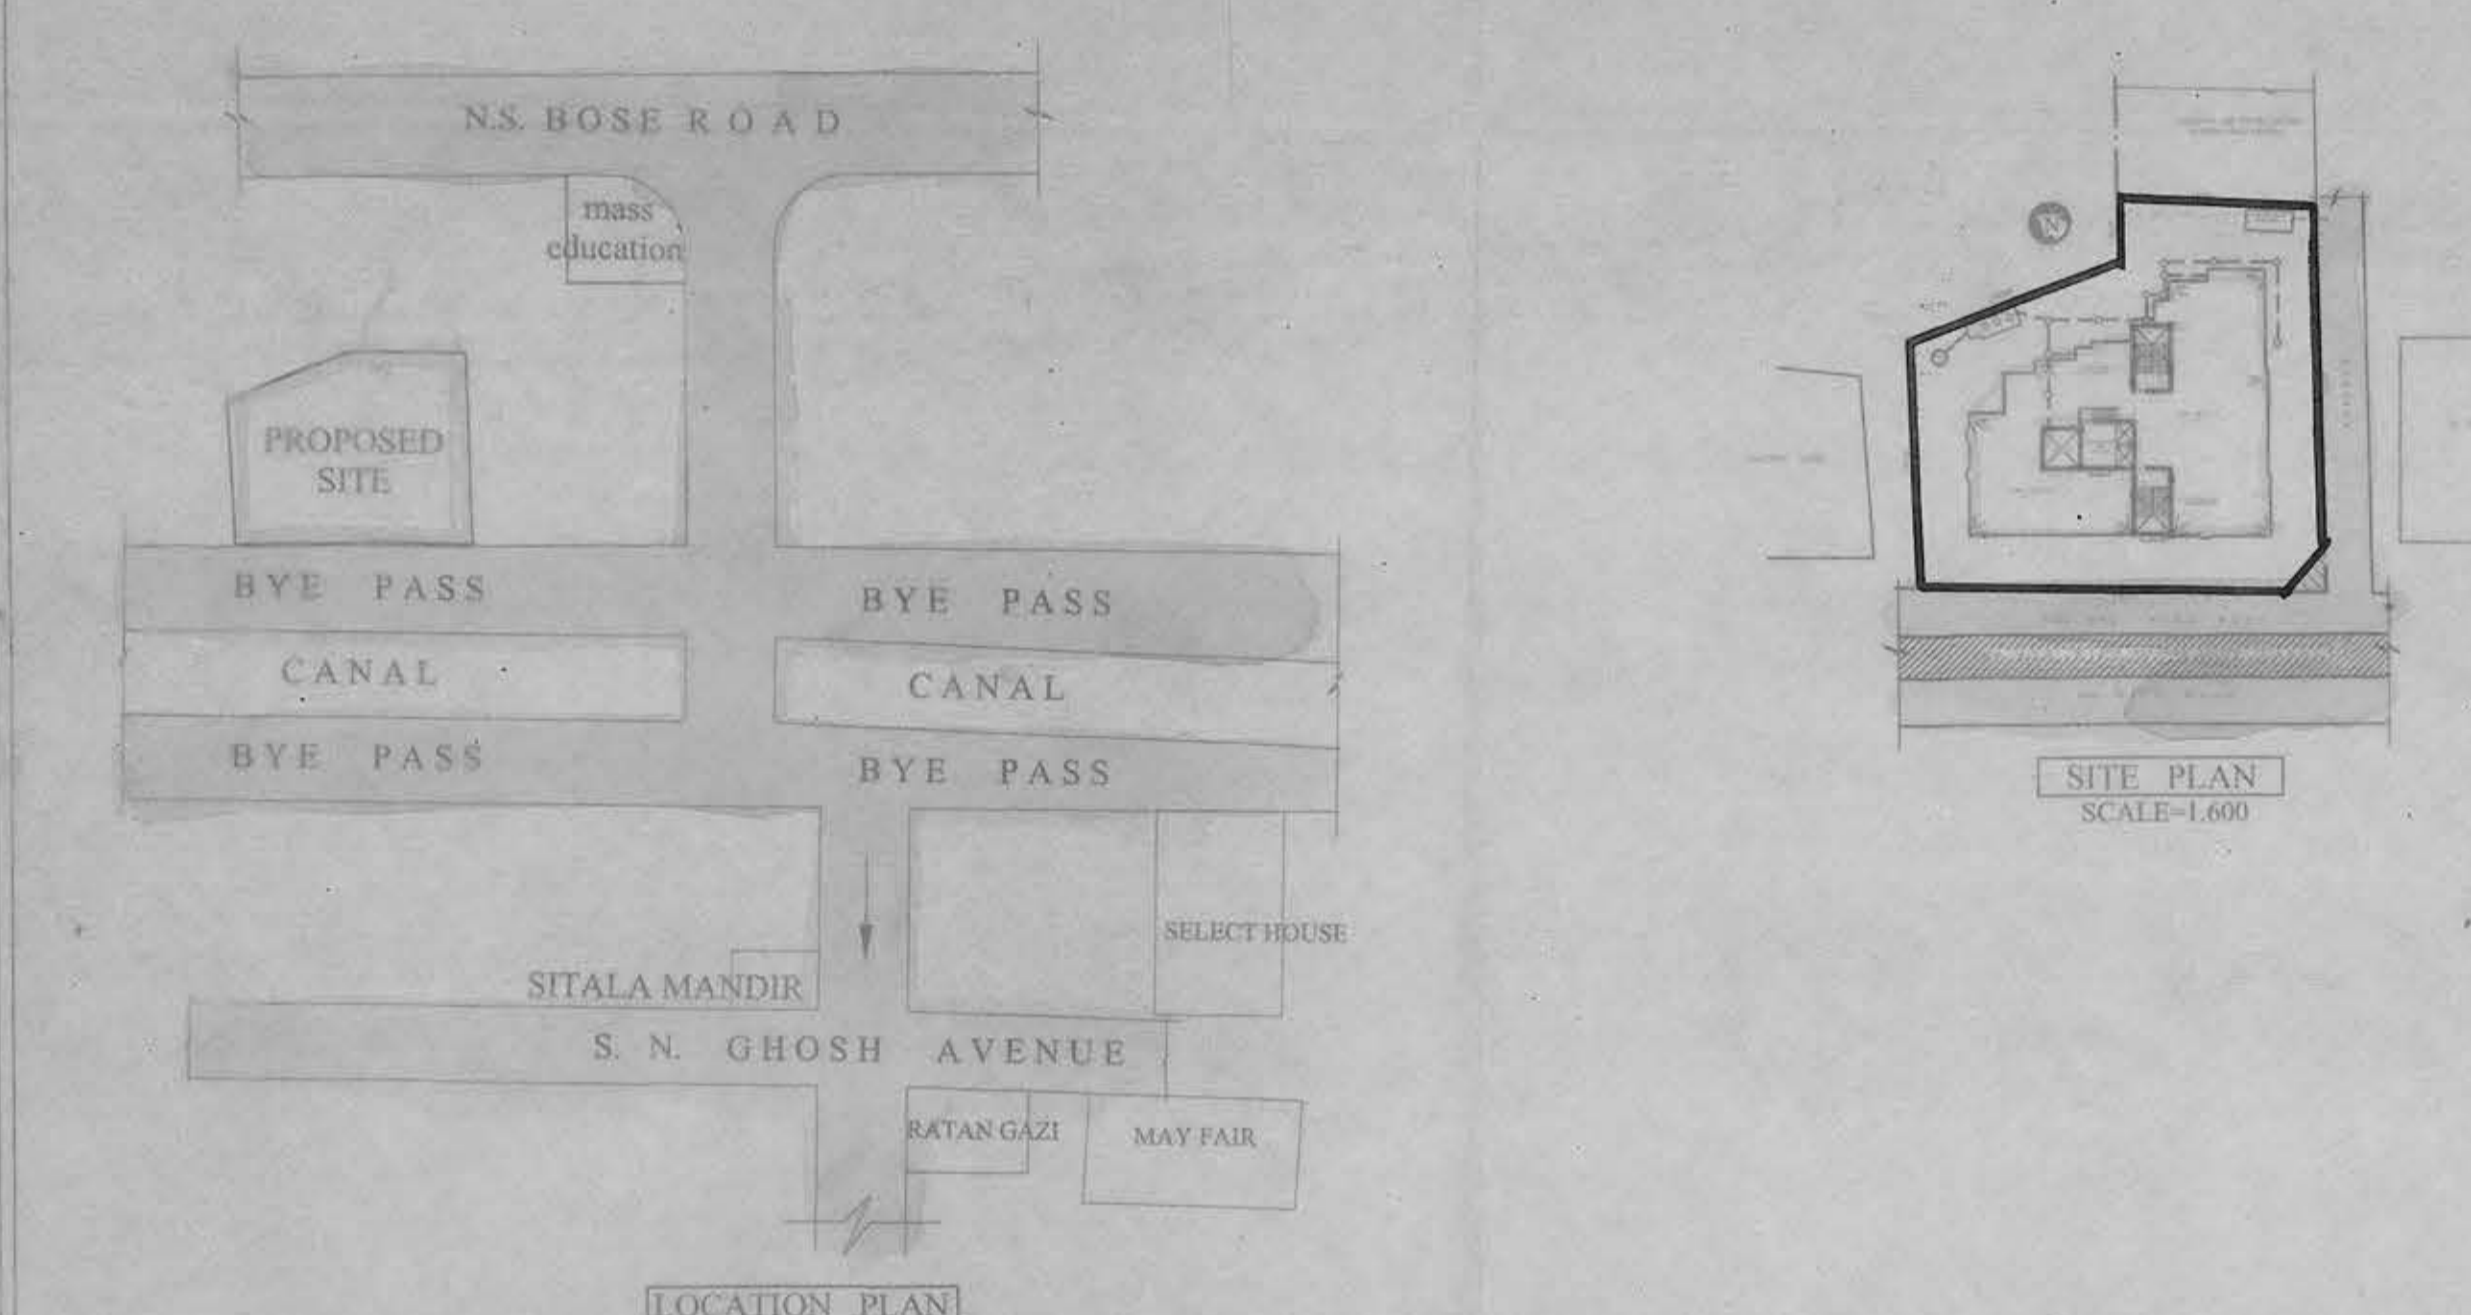 N.S. BOSE ROAD
mass
education
PROPOSED
SITE
BYE PASS
BYE PASS
CANAL
CANAL
BYE PASS
BYE PASS
SELECT HOUSE
SITALA MANDIR
S. N. GHOSH AVENUE
RATAN GAZI
MAY FAIR
LOCATION PLAN
N
SITE PLAN
SCALE=1:600